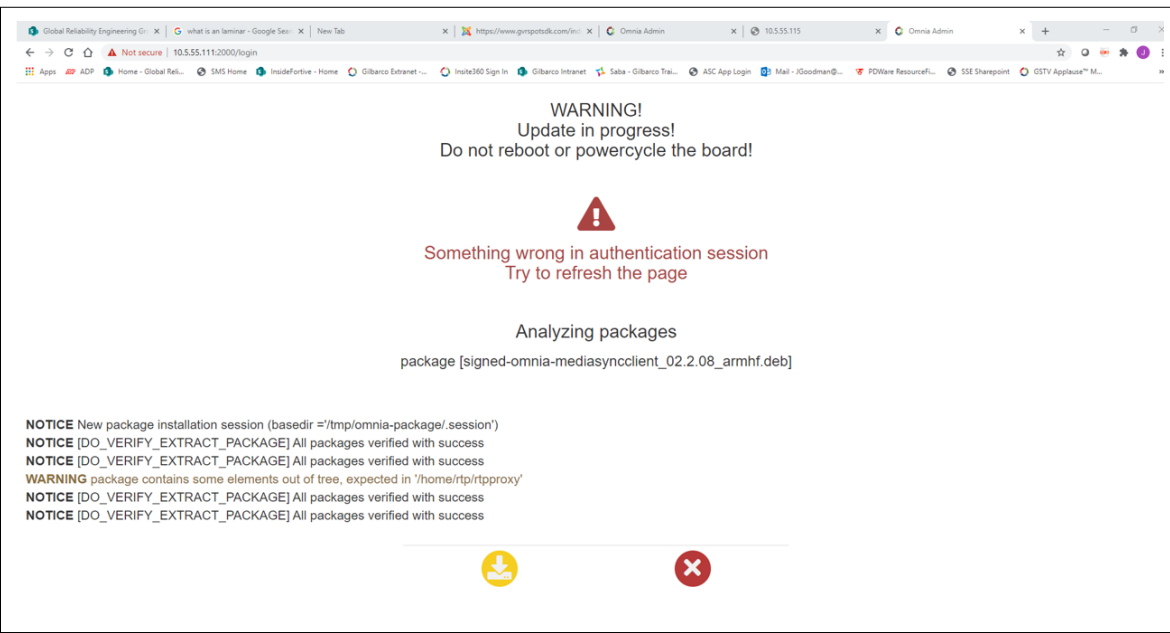 Global Reliability Engineering Gr
what is an laminar - Google Sear
New Tab
https://www.gvrspotsdk.com/ind
Omnia Admin
10.5.55.115
Omnia Admin
Not secure | 10.5.55.111:2000/login
Apps ADP Home - Global Reli... SMS Home InsideFortive - Home Gilbarco Extranet -... Insite360 Sign In Gilbarco Intranet Saba - Gilbarco Trai... ASC App Login Mail - JGoodman@... PDWare ResourceFi... SSE Sharepoint GSTV Applause™ M... »
WARNING!
Update in progress!
Do not reboot or powercycle the board!
Something wrong in authentication session
Try to refresh the page
Analyzing packages
package [signed-omnia-mediasyncclient_02.2.08_armhf.deb]
NOTICE New package installation session (basedir ='/tmp/omnia-package/.session')
NOTICE [DO_VERIFY_EXTRACT_PACKAGE] All packages verified with success
NOTICE [DO_VERIFY_EXTRACT_PACKAGE] All packages verified with success
WARNING package contains some elements out of tree, expected in '/home/rtp/rtpproxy'
NOTICE [DO_VERIFY_EXTRACT_PACKAGE] All packages verified with success
NOTICE [DO_VERIFY_EXTRACT_PACKAGE] All packages verified with success